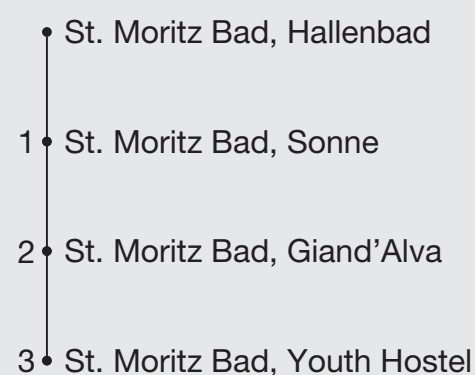 St. Moritz Bad, Hallenbad
1 St. Moritz Bad, Sonne
2 St. Moritz Bad, Giand’Alva
3 St. Moritz Bad, Youth Hostel